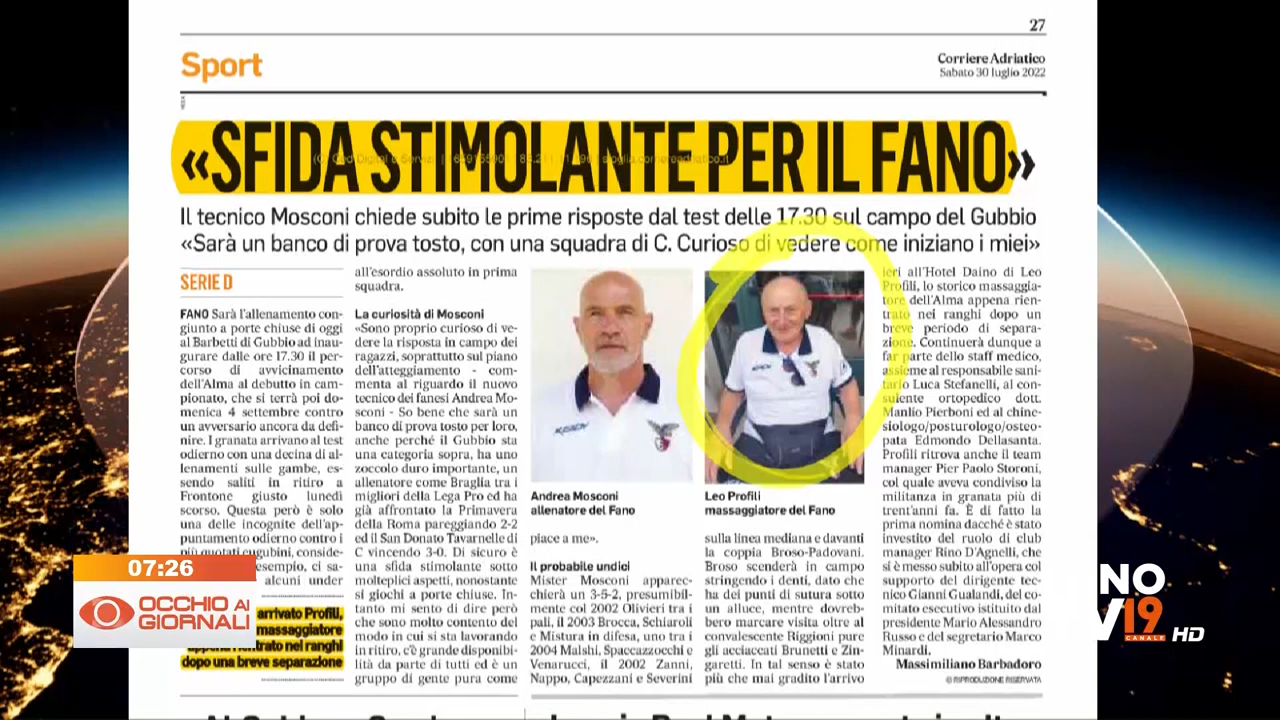 27
Sport
Corriere Adriatico
Sabato 30 luglio 2022
«SFIDA STIMOLANTE PER IL FANO»
Il tecnico Mosconi chiede subito le prime risposte dal test delle 17.30 sul campo del Gubbio
«Sarà un banco di prova tosto, con una squadra di C. Curioso di vedere come iniziano i miei»
SERIE D
FANO Sarà l'allenamento con-
giunto a porte chiuse di oggi
al Barbetti di Gubbio ad inau-
gurare dalle ore 17.30 il per-
corso di avvicinamento
dell'Alma al debutto in cam-
pionato, che si terrà poi do-
menica 4 settembre contro
un avversario ancora da defi-
nire. I granata arrivano al test
odierno con una decina di al-
lenamenti sulle gambe, es-
sendo saliti in ritiro a
Frontone giusto lunedì
scorso. Questa però è solo
una delle incognite dell'ap-
puntamento odierno contro i
più quotati eugubini, conside-
esempio, ci sa-
alcuni under
arrivato Profili,
massaggiatore
appena rientrato nei ranghi
dopo una breve separazione
all'esordio assoluto in prima
squadra.
La curiosità di Mosconi
«Sono proprio curioso di ve-
dere la risposta in campo dei
ragazzi, soprattutto sul piano
dell'atteggiamento - com-
menta al riguardo il nuovo
tecnico dei fanesi Andrea Mo-
sconi - So bene che sarà un
banco di prova tosto per loro,
anche perché il Gubbio sta
una categoria sopra, ha uno
zoccolo duro importante, un
allenatore come Braglia tra i
migliori della Lega Pro ed ha
già affrontato la Primavera
della Roma pareggiando 2-2
ed il San Donato Tavarnelle di
C vincendo 3-0. Di sicuro è
una sfida stimolante sotto
molteplici aspetti, nonostante
si giochi a porte chiuse. In-
tanto mi sento di dire però
che sono molto contento del
modo in cui si sta lavorando
in ritiro, c'è gran disponibi-
lità da parte di tutti ed è un
gruppo di gente pura come
Andrea Mosconi
allenatore del Fano
piace a me».
Il probabile undici
Mister Mosconi apparec-
chierà un 3-5-2, presumibil-
mente col 2002 Olivieri tra i
pali, il 2003 Brocca, Schiaroli
e Mistura in difesa, uno tra i
2004 Malshi, Spaccazzocchi e
Venarucci, il 2002 Zanni,
Nappo, Capezzani e Severini
Leo Profili
massaggiatore del Fano
sulla linea mediana e davanti
la coppia Broso-Padovani.
Broso scenderà in campo
stringendo i denti, dato che
ha dei punti di sutura sotto
un alluce, mentre dovreb-
bero marcare visita oltre al
convalescente Riggioni pure
gli acciaccati Brunetti e Zin-
garetti. In tal senso è stato
più che mai gradito l'arrivo
ieri all'Hotel Daino di Leo
Profili, lo storico massaggia-
tore dell'Alma appena rien-
trato nei ranghi dopo un
breve periodo di separa-
zione. Continuerà dunque a
far parte dello staff medico,
assieme al responsabile sani-
tario Luca Stefanelli, al con-
sulente ortopedico dott.
Manlio Pierboni ed al chine-
siologo/posturologo/osteo-
pata Edmondo Dellasanta.
Profili ritrova anche il team
manager Pier Paolo Storoni,
col quale aveva condiviso la
militanza in granata più di
trent'anni fa. È di fatto la
prima nomina dacché è stato
investito del ruolo di club
manager Rino D'Agnelli, che
si è messo subito all'opera col
supporto del dirigente tec-
nico Gianni Gualandi, del co-
mitato esecutivo istituito dal
presidente Mario Alessandro
Russo e del segretario Marco
Minardi.
Massimiliano Barbadoro
© RIPRODUZIONE RISERVATA
07:26
OCCHIO AI
GIORNALI
NO
V19
CANALE
HD